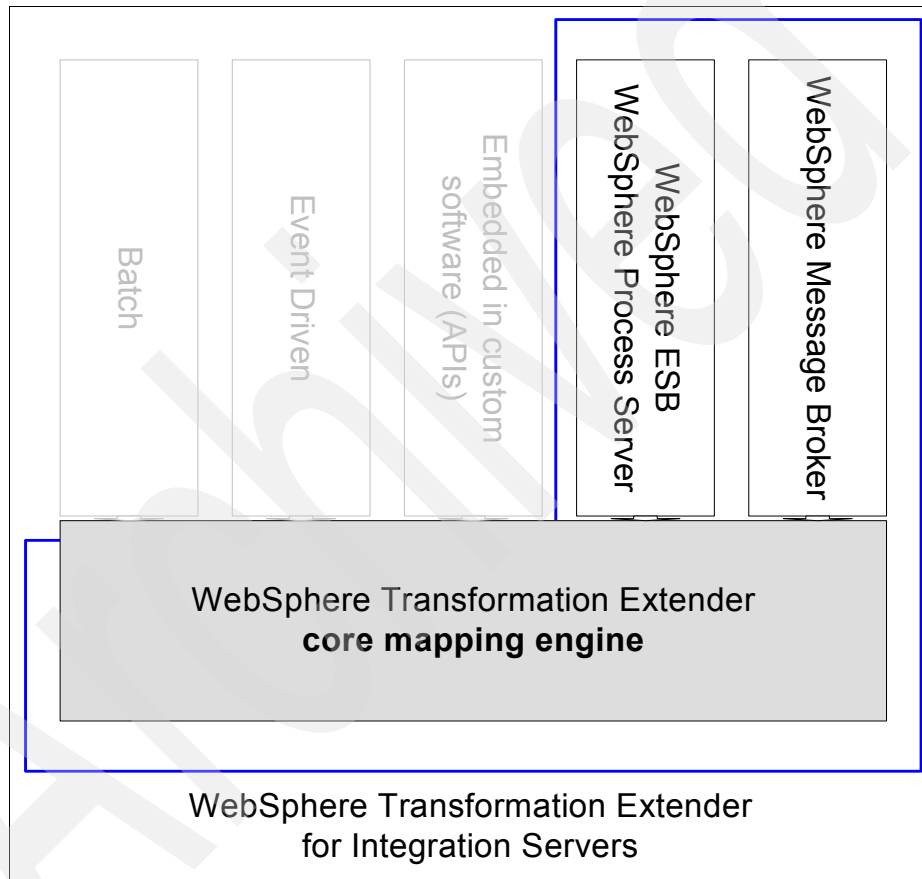 Batch
Event Driven
Embedded in custom
software (APIs)
WebSphere ESB
WebSphere Process Server
WebSphere Message Broker
WebSphere Transformation Extender
core mapping engine
WebSphere Transformation Extender
for Integration Servers
Archived